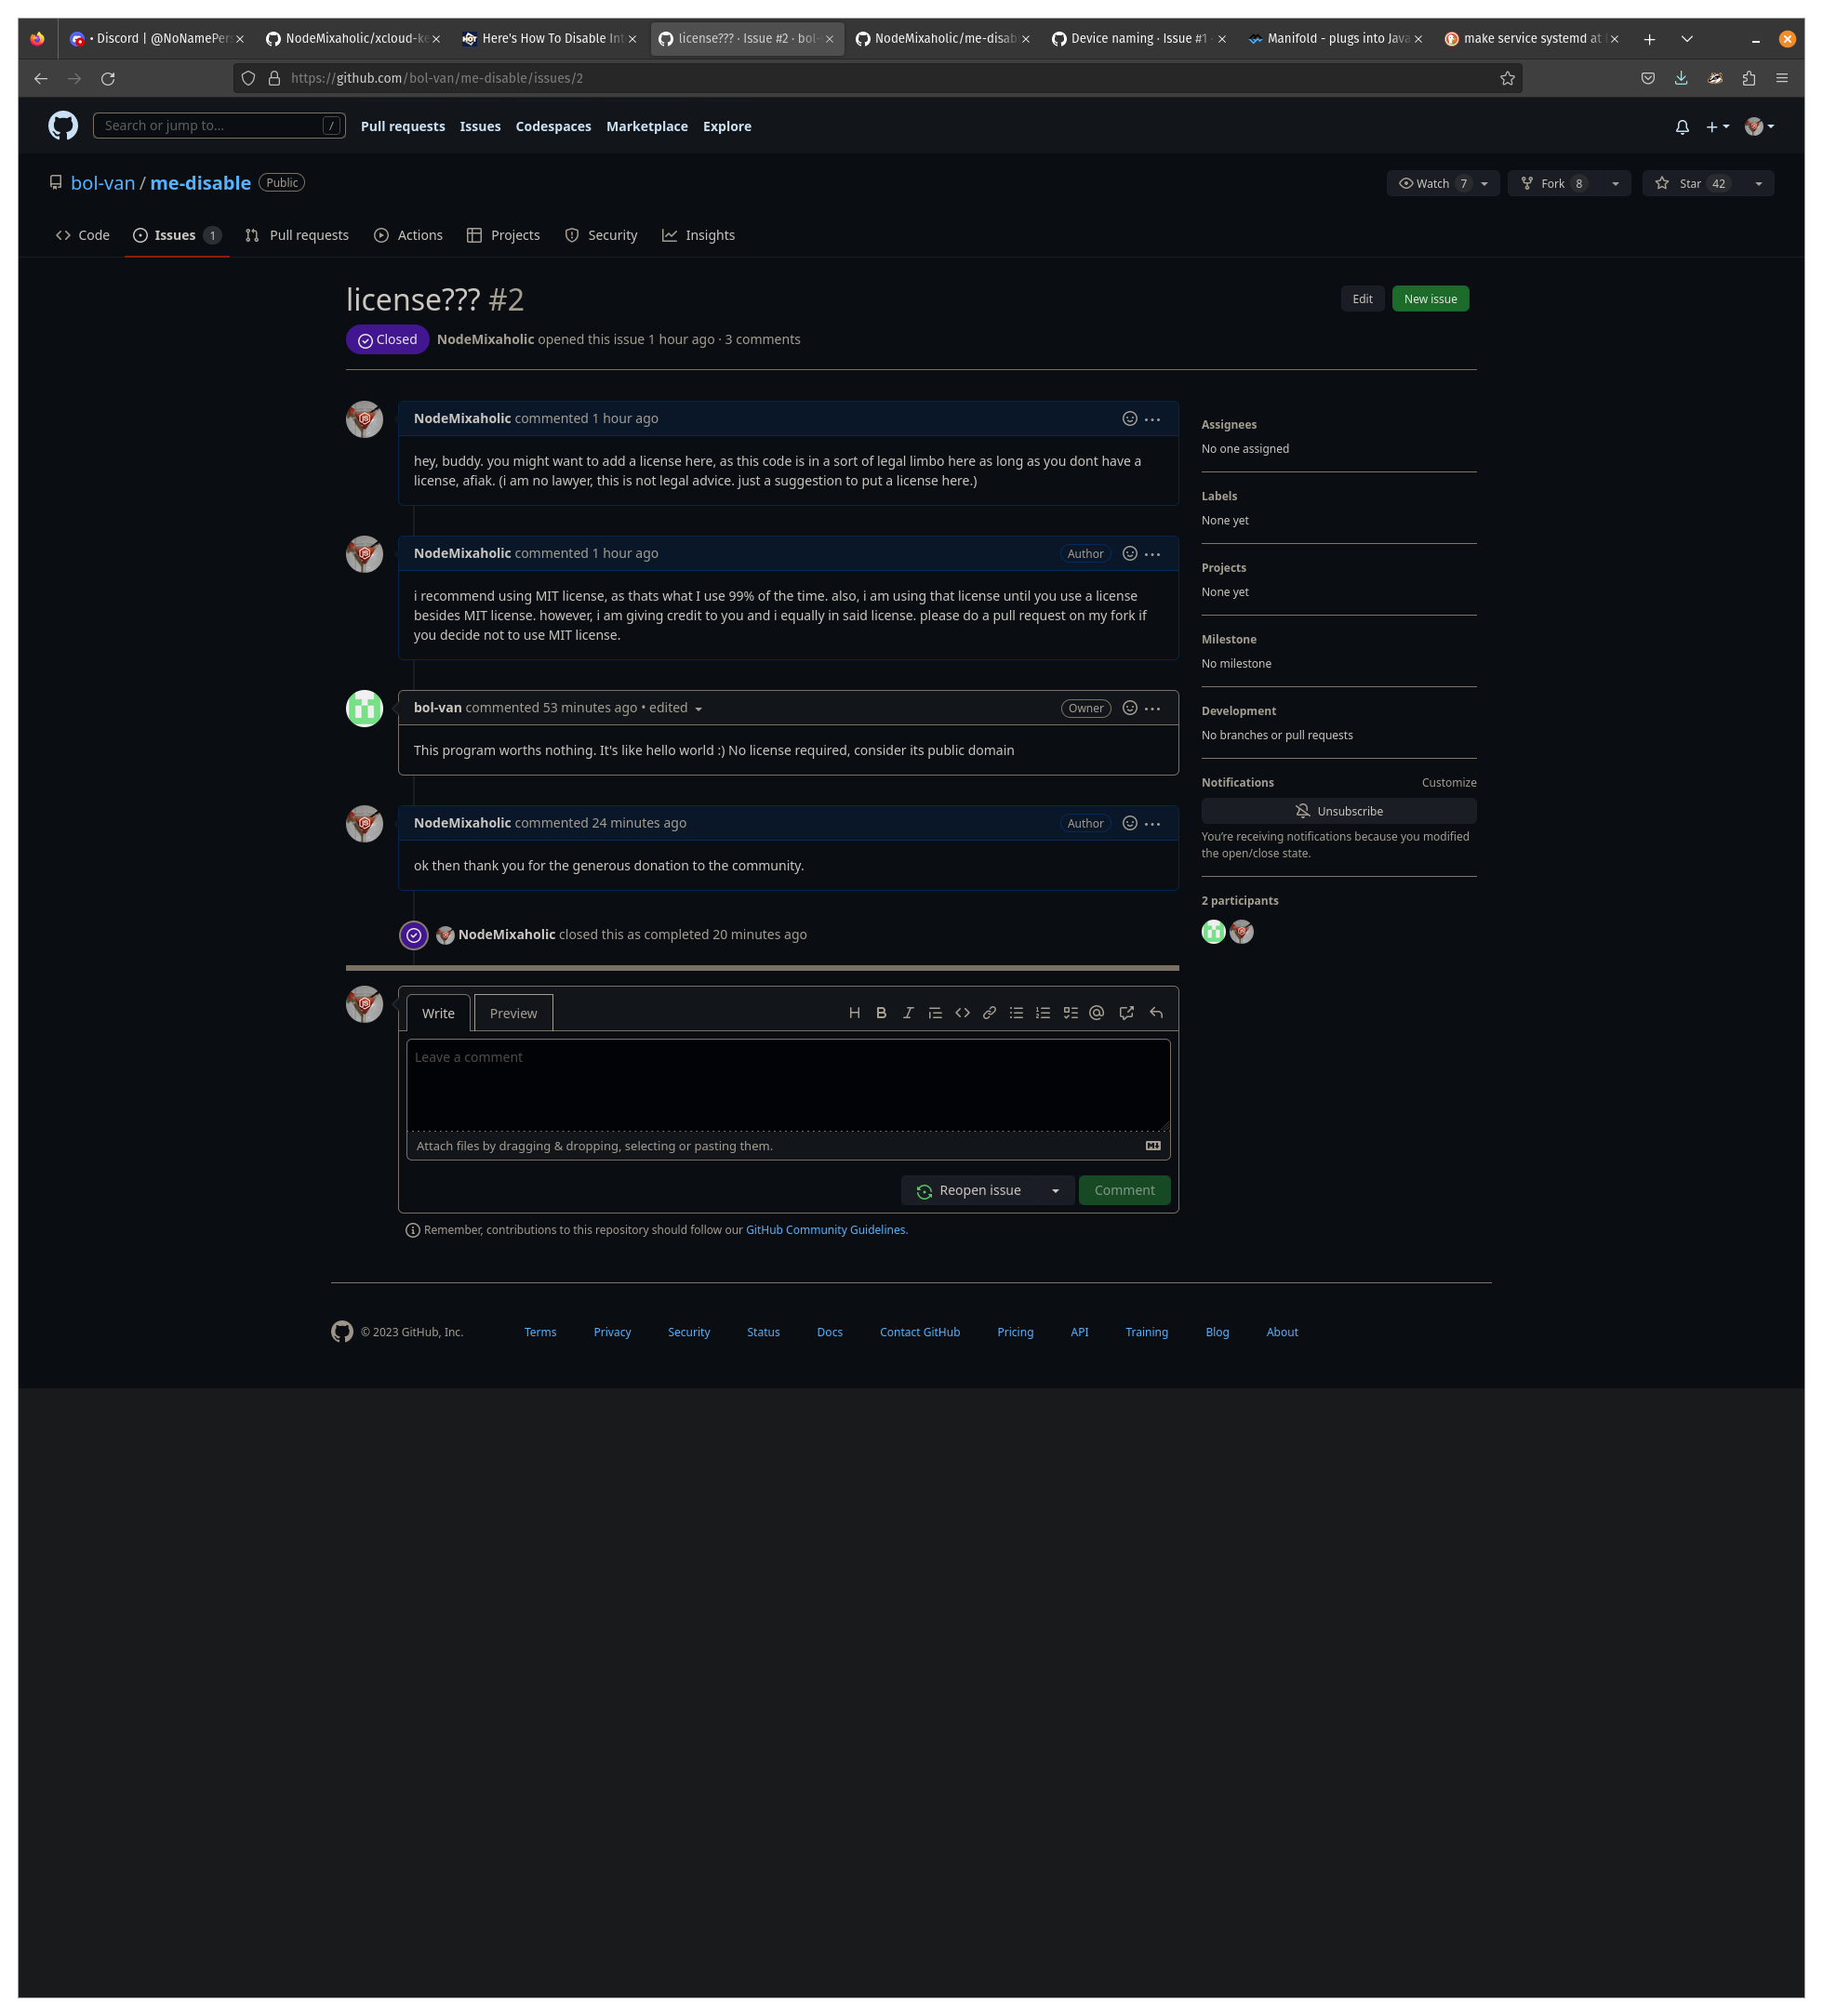 • Discord | @NoNamePers
NodeMixaholic/xcloud-ke
Here's How To Disable Int
license??? · Issue #2 · bol-
NodeMixaholic/me-disab
Device naming · Issue #1 ·
Manifold - plugs into Java
make service systemd at
https://github.com/bol-van/me-disable/issues/2
Search or jump to... /
Pull requests Issues Codespaces Marketplace Explore
bol-van / me-disable Public
Watch 7 Fork 8 Star 42
Code Issues 1 Pull requests Actions Projects Security Insights
license??? #2
Edit New issue
Closed NodeMixaholic opened this issue 1 hour ago · 3 comments
NodeMixaholic commented 1 hour ago
hey, buddy. you might want to add a license here, as this code is in a sort of legal limbo here as long as you dont have a
license, afiak. (i am no lawyer, this is not legal advice. just a suggestion to put a license here.)
NodeMixaholic commented 1 hour ago Author
i recommend using MIT license, as thats what I use 99% of the time. also, i am using that license until you use a license
besides MIT license. however, i am giving credit to you and i equally in said license. please do a pull request on my fork if
you decide not to use MIT license.
bol-van commented 53 minutes ago • edited Owner
This program worths nothing. It's like hello world :) No license required, consider its public domain
NodeMixaholic commented 24 minutes ago Author
ok then thank you for the generous donation to the community.
NodeMixaholic closed this as completed 20 minutes ago
Write Preview
Leave a comment
Attach files by dragging & dropping, selecting or pasting them.
Reopen issue Comment
Remember, contributions to this repository should follow our GitHub Community Guidelines.
Assignees
No one assigned
Labels
None yet
Projects
None yet
Milestone
No milestone
Development
No branches or pull requests
Notifications Customize
Unsubscribe
You're receiving notifications because you modified
the open/close state.
2 participants
© 2023 GitHub, Inc. Terms Privacy Security Status Docs Contact GitHub Pricing API Training Blog About